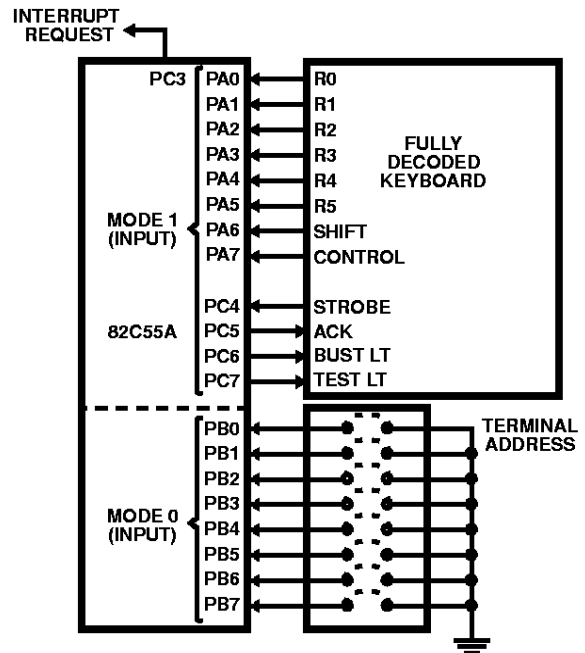 INTERRUPT
REQUEST
PC3 PA0 R0
PA1 R1
PA2 R2
PA3 R3
PA4 R4
PA5 R5
PA6 SHIFT
PA7 CONTROL
FULLY
DECODED
KEYBOARD
MODE 1
(INPUT)
PC4 STROBE
82C55A PC5 ACK
PC6 BUST LT
PC7 TEST LT
PB0
PB1
PB2
PB3
PB4
PB5
PB6
PB7
MODE 0
(INPUT)
TERMINAL
ADDRESS